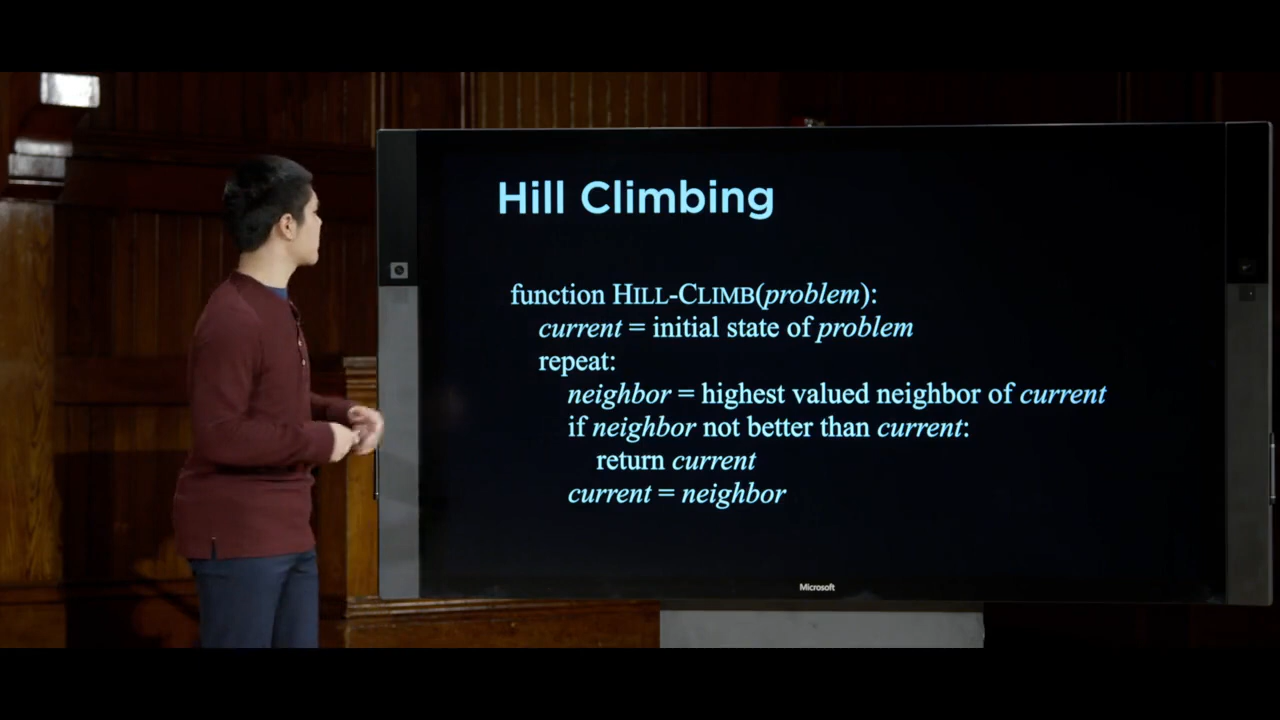 Hill Climbing
function HILL-CLIMB(problem):
current = initial state of problem
repeat:
neighbor = highest valued neighbor of current
if neighbor not better than current:
return current
current = neighbor
Microsoft